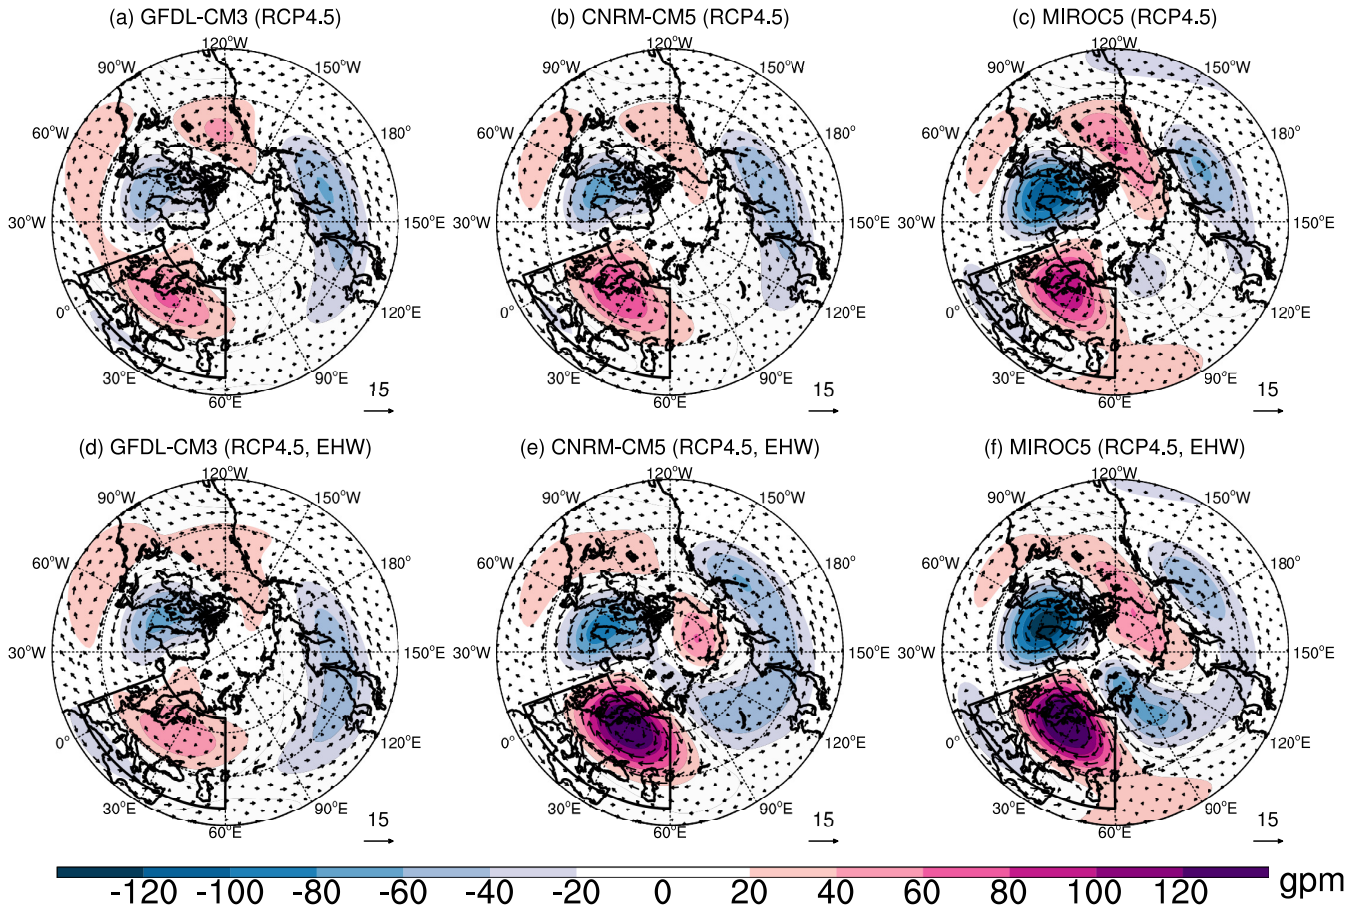 (a) GFDL-CM3 (RCP4.5)
(b) CNRM-CM5 (RCP4.5)
(c) MIROC5 (RCP4.5)
120°W
90°W
150°W
60°W
180°
30°W
150°E
0°
120°E
30°E
90°E
60°E
15
120°W
90°W
150°W
60°W
180°
30°W
150°E
0°
120°E
30°E
90°E
60°E
15
120°W
90°W
150°W
60°W
180°
30°W
150°E
0°
120°E
30°E
90°E
60°E
15
(d) GFDL-CM3 (RCP4.5, EHW)
(e) CNRM-CM5 (RCP4.5, EHW)
(f) MIROC5 (RCP4.5, EHW)
120°W
90°W
150°W
60°W
180°
30°W
150°E
0°
120°E
30°E
90°E
60°E
15
120°W
90°W
150°W
60°W
180°
30°W
150°E
0°
120°E
30°E
90°E
60°E
15
120°W
90°W
150°W
60°W
180°
30°W
150°E
0°
120°E
30°E
90°E
60°E
15
-120 -100 -80 -60 -40 -20 0 20 40 60 80 100 120 gpm